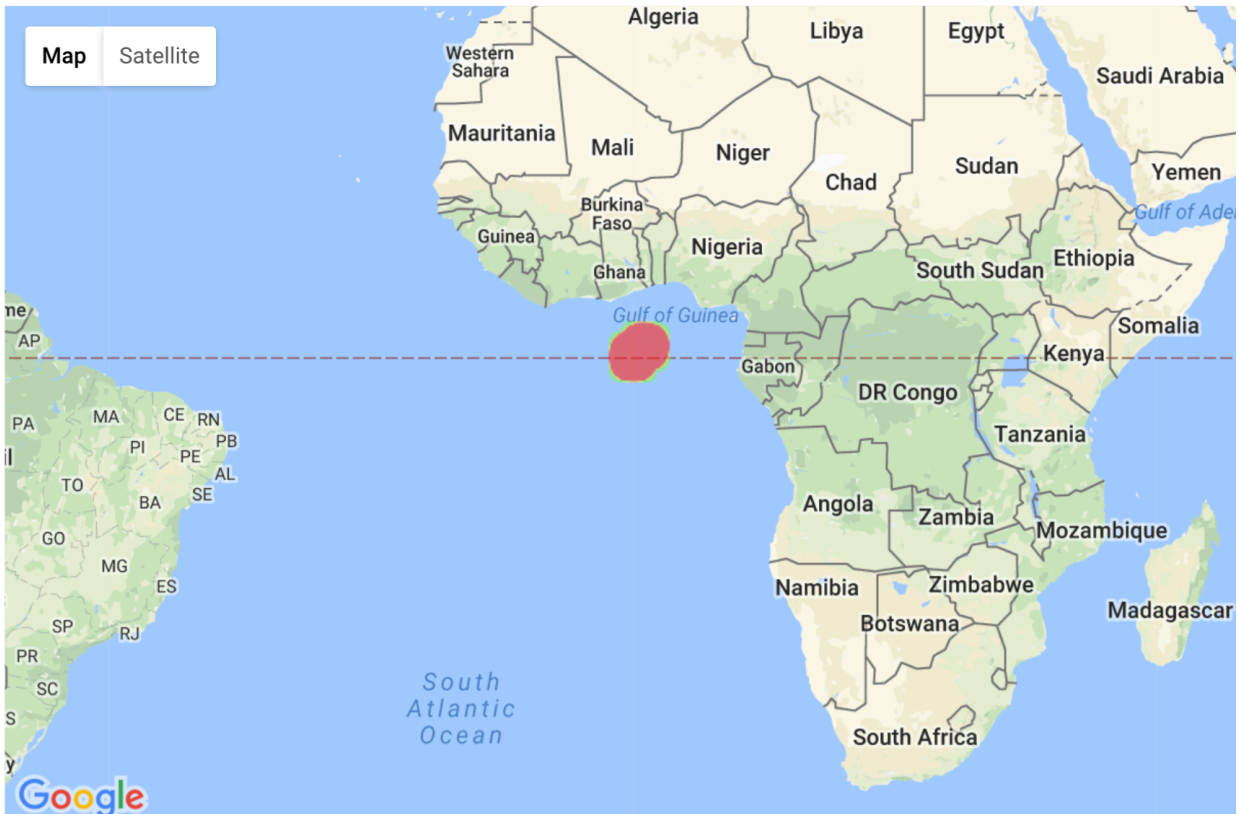 Map Satellite
Algeria
Libya
Egypt
Western
Sahara
Saudi Arabia
Mauritania
Mali
Niger
Chad
Sudan
Yemen
Burkina
Faso
Gulf of Ade
Guinea
Nigeria
Ghana
South Sudan
Ethiopia
me
Gulf of Guinea
Somalia
AP
Kenya
Gabon
DR Congo
PA
MA
CE
RN
PI
PB
PE
Tanzania
il
AL
TO
SE
BA
Angola
Zambia
Mozambique
GO
MG
ES
Namibia
Zimbabwe
Madagascar
Botswana
SP
RJ
PR
South
Atlantic
Ocean
SC
S
South Africa
y
Google